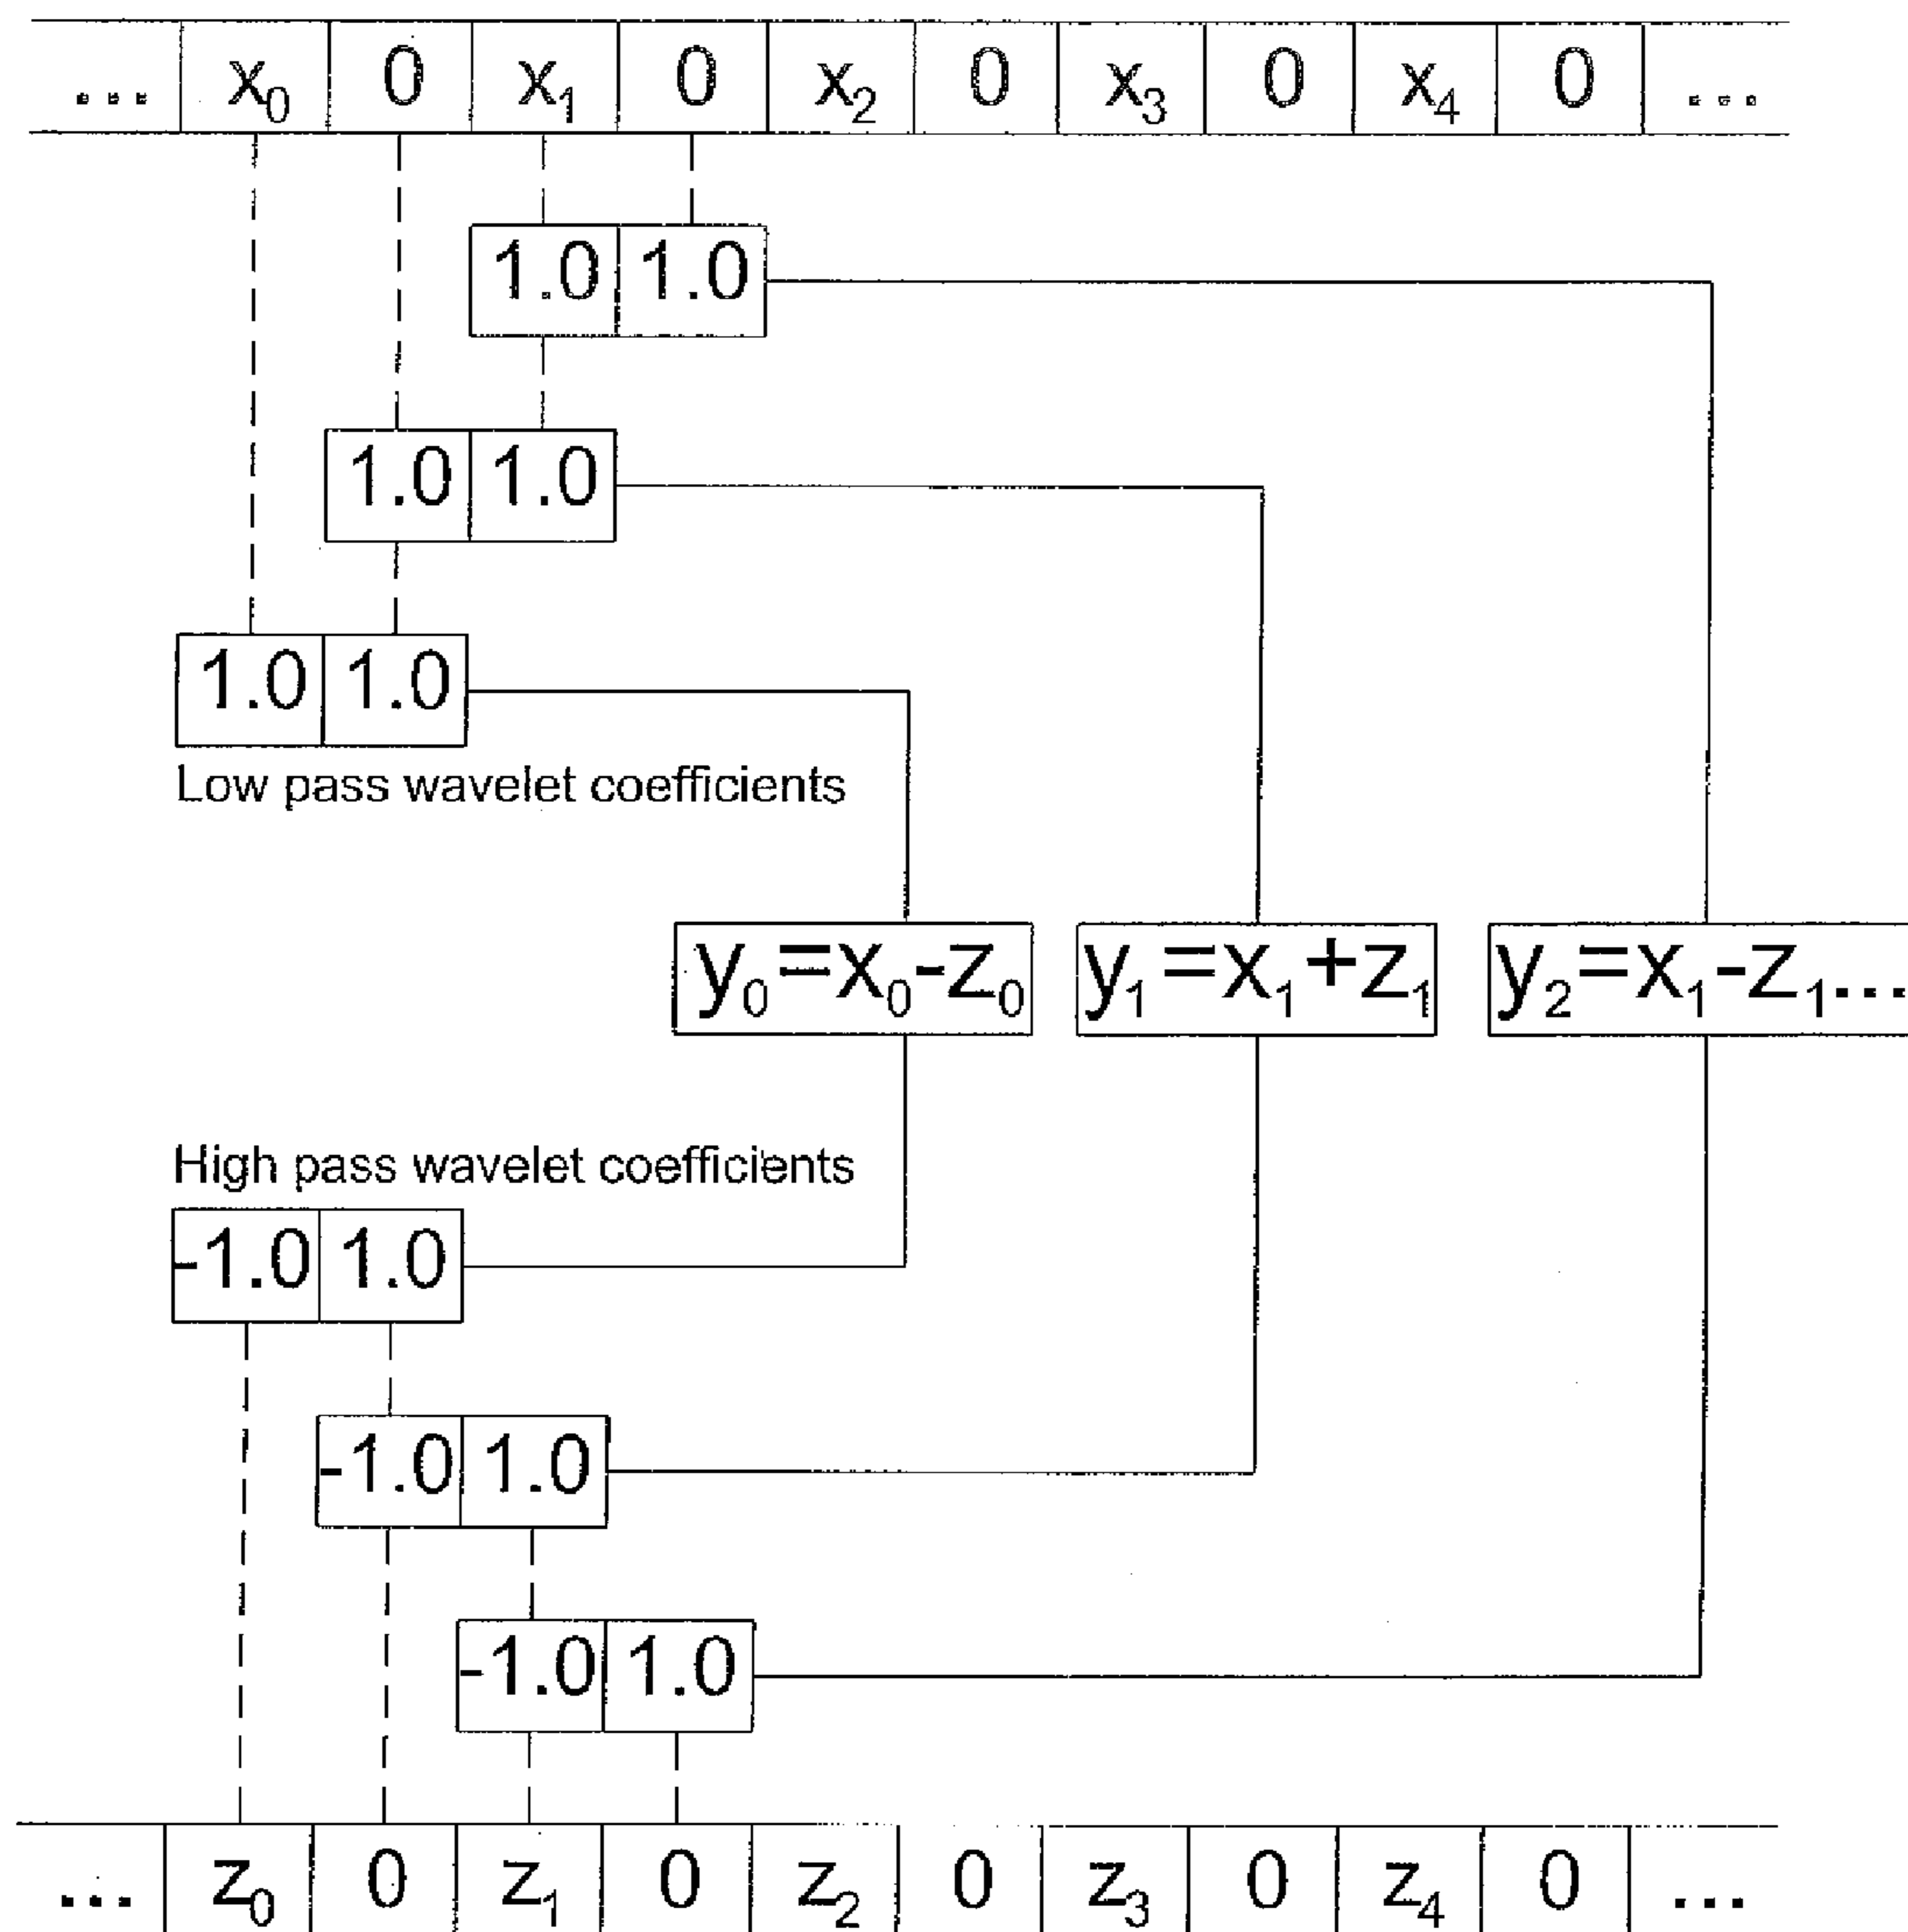 ... x₀ 0 x₁ 0 x₂ 0 x₃ 0 x₄ 0 ...
1.0 1.0
1.0 1.0
1.0 1.0
Low pass wavelet coefficients
y₀=x₀-z₀ y₁=x₁+z₁ y₂=x₁-z₁...
High pass wavelet coefficients
-1.0 1.0
-1.0 1.0
-1.0 1.0
... z₀ 0 z₁ 0 z₂ 0 z₃ 0 z₄ 0 ...